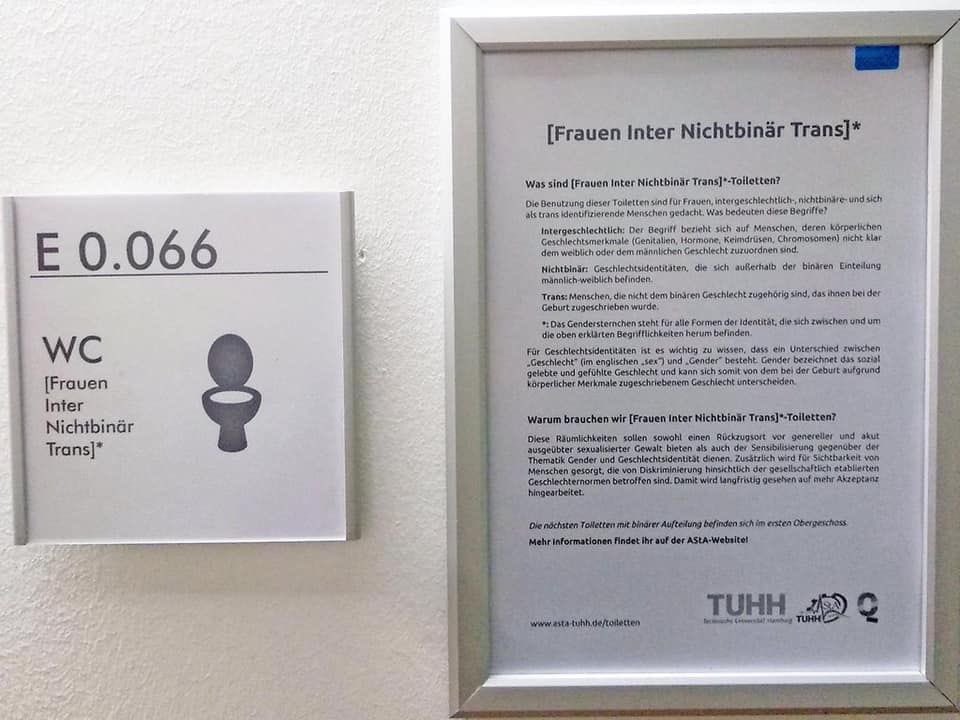 E 0.066
WC
[Frauen
Inter
Nichtbinär
Trans]*
[Frauen Inter Nichtbinär Trans]*
Was sind [Frauen Inter Nichtbinär Trans]*-Toiletten?
Die Benutzung dieser Toiletten sind für Frauen, intergeschlechtlich-, nichtbinäre- und sich
als trans identifizierende Menschen gedacht. Was bedeuten diese Begriffe?
Intergeschlechtlich: Der Begriff bezieht sich auf Menschen, deren körperlichen
Geschlechtsmerkmale (Genitalien, Hormone, Keimdrüsen, Chromosomen) nicht klar
dem weiblich oder dem männlichen Geschlecht zuzuordnen sind.
Nichtbinär: Geschlechtsidentitäten, die sich außerhalb der binären Einteilung
männlich-weiblich befinden.
Trans: Menschen, die nicht dem binären Geschlecht zugehörig sind, das ihnen bei der
Geburt zugeschrieben wurde.
*: Das Gendersternchen steht für alle Formen der Identität, die sich zwischen und um
die oben erklärten Begrifflichkeiten herum befinden.
Für Geschlechtsidentitäten ist es wichtig zu wissen, dass ein Unterschied zwischen
„Geschlecht“ (im englischen „sex“) und „Gender“ besteht. Gender bezeichnet das sozial
gelebte und gefühlte Geschlecht und kann sich somit von dem bei der Geburt aufgrund
körperlicher Merkmale zugeschriebenem Geschlecht unterscheiden.
Warum brauchen wir [Frauen Inter Nichtbinär Trans]*-Toiletten?
Diese Räumlichkeiten sollen sowohl einen Rückzugsort vor genereller und akut
ausgeübter sexualisierter Gewalt bieten als auch der Sensibilisierung gegenüber der
Thematik Gender und Geschlechtsidentität dienen. Zusätzlich wird für Sichtbarkeit von
Menschen gesorgt, die von Diskriminierung hinsichtlich der gesellschaftlich etablierten
Geschlechternormen betroffen sind. Damit wird langfristig gesehen auf mehr Akzeptanz
hingearbeitet.
Die nächsten Toiletten mit binärer Aufteilung befinden sich im ersten Obergeschoss.
Mehr Informationen findet ihr auf der AStA-Website!
www.asta-tuhh.de/toiletten
TUHH
Technische Universität Hamburg
AStA
TUHH
Q